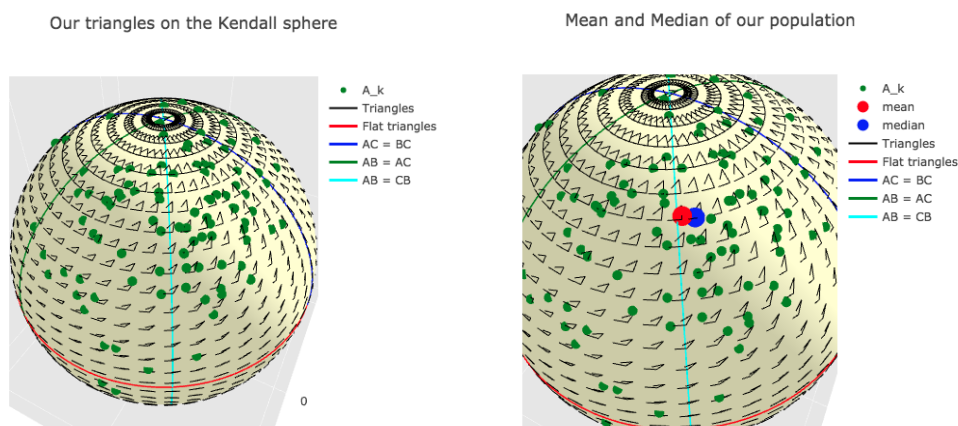 Our triangles on the Kendall sphere
A_k
Triangles
Flat triangles
AC = BC
AB = AC
AB = CB
0
Mean and Median of our population
A_k
mean
median
Triangles
Flat triangles
AC = BC
AB = AC
AB = CB